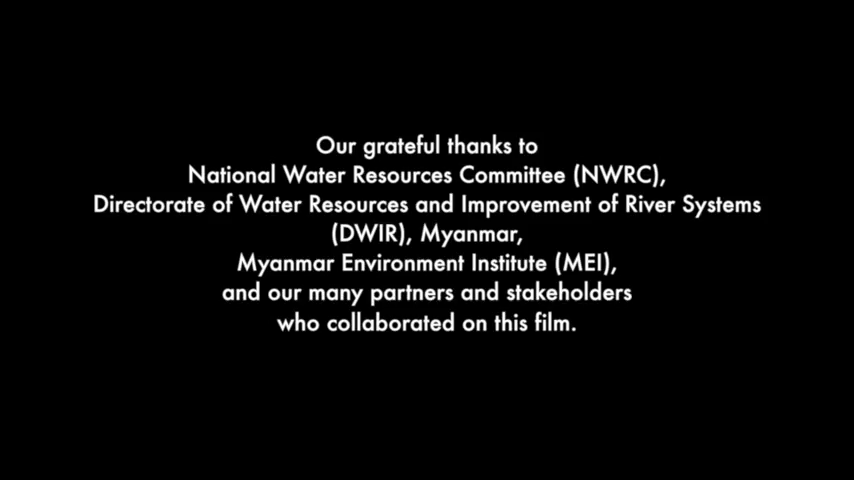 Our grateful thanks to
National Water Resources Committee (NWRC),
Directorate of Water Resources and Improvement of River Systems
(DWIR), Myanmar,
Myanmar Environment Institute (MEI),
and our many partners and stakeholders
who collaborated on this film.